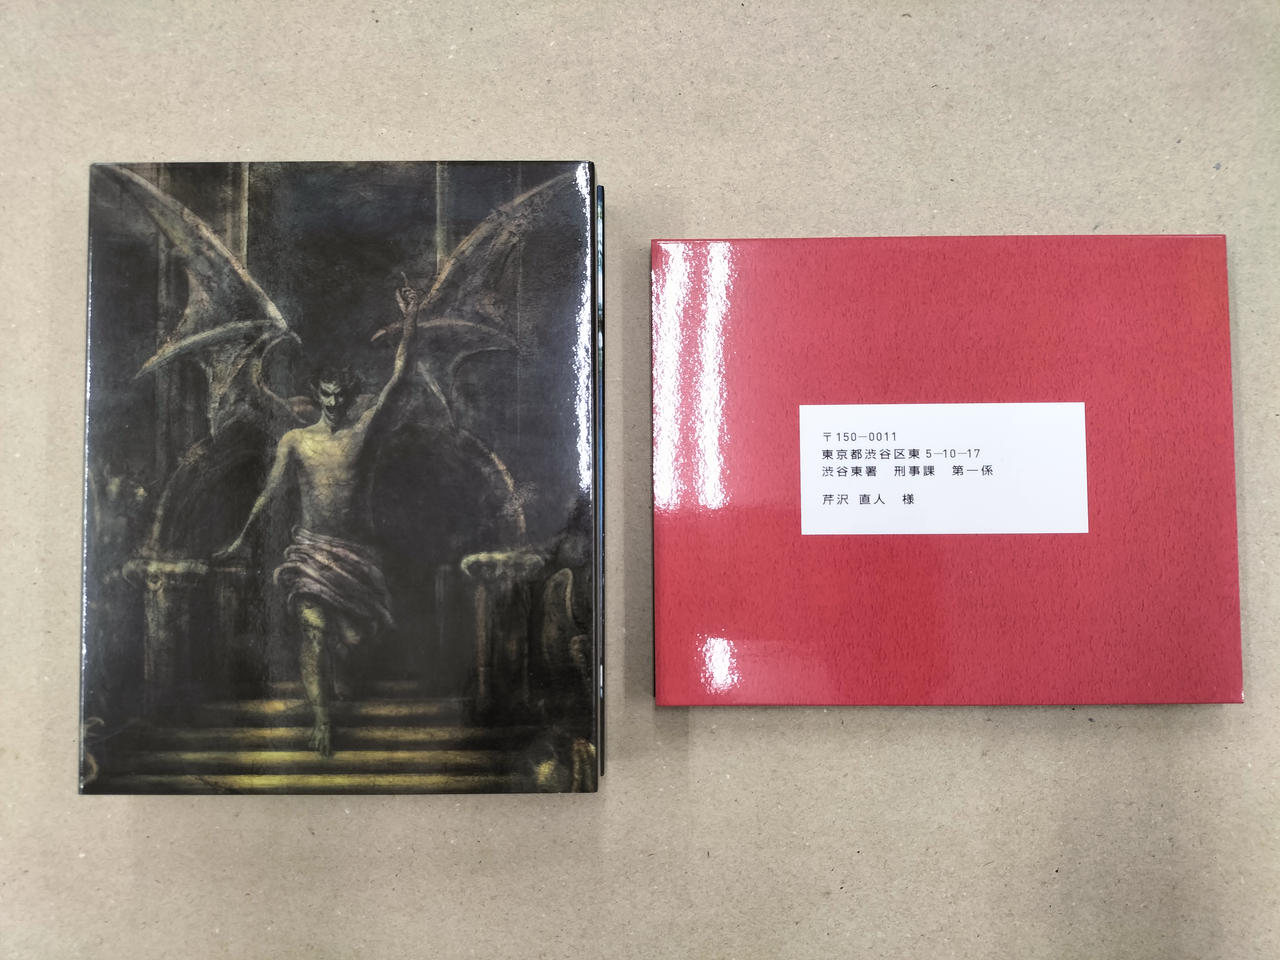 〒150-0011
東京都渋谷区東5-10-17
渋谷東署 刑事課 第一係
芹沢 直人 様